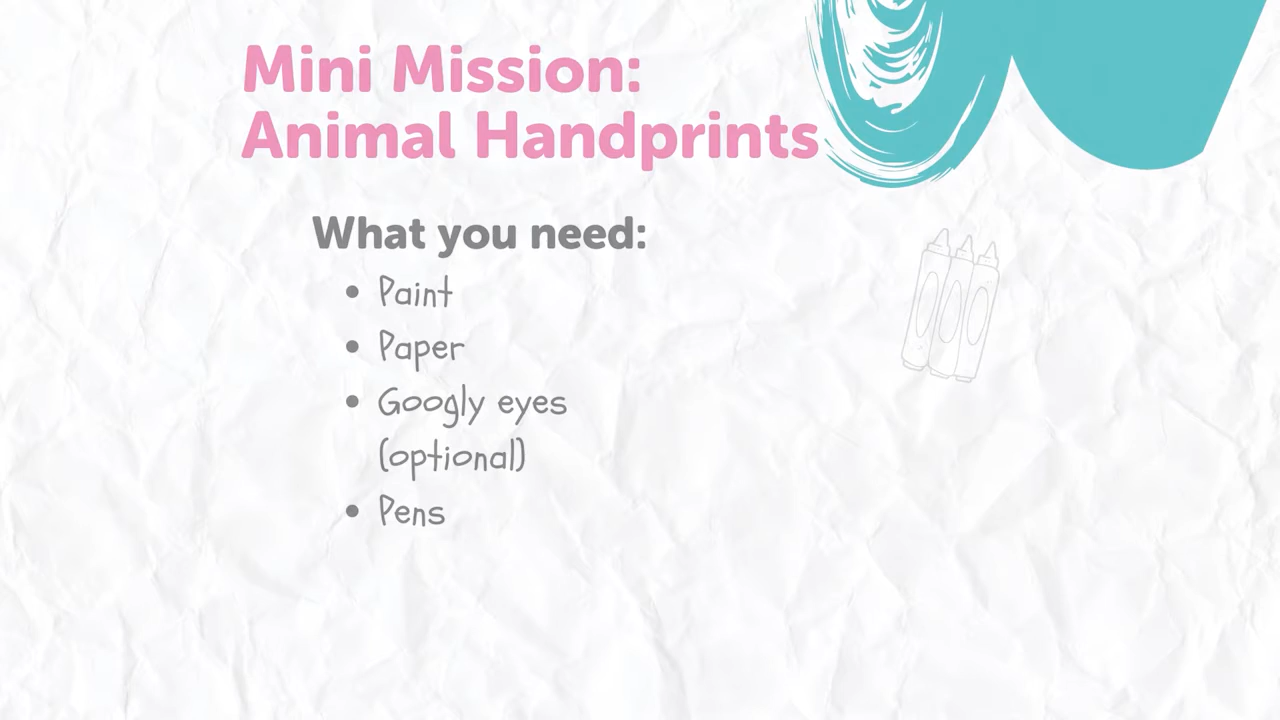 Mini Mission:
Animal Handprints
What you need:
• Paint
• Paper
• Googly eyes
(optional)
• Pens